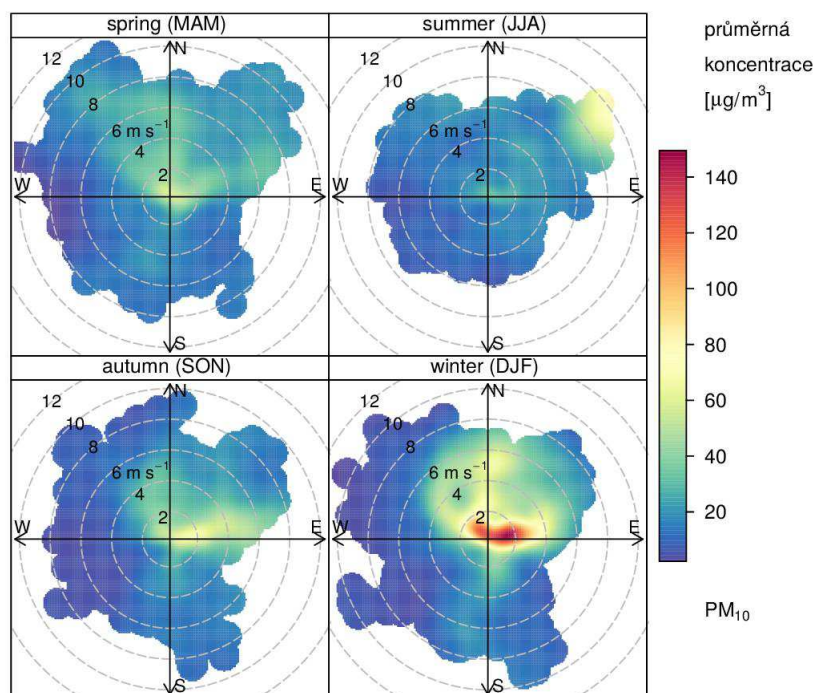 spring (MAM)
summer (JJA)
průměrná
koncentrace
[µg/m³]
12
10
8
6 m s⁻¹
4
2
N
W
E
S
12
10
8
6 m s⁻¹
4
2
N
W
E
S
140
120
100
80
60
40
20
autumn (SON)
winter (DJF)
12
10
8
6 m s⁻¹
4
2
N
W
E
S
12
10
8
6 m s⁻¹
4
2
N
W
E
S
PM₁₀